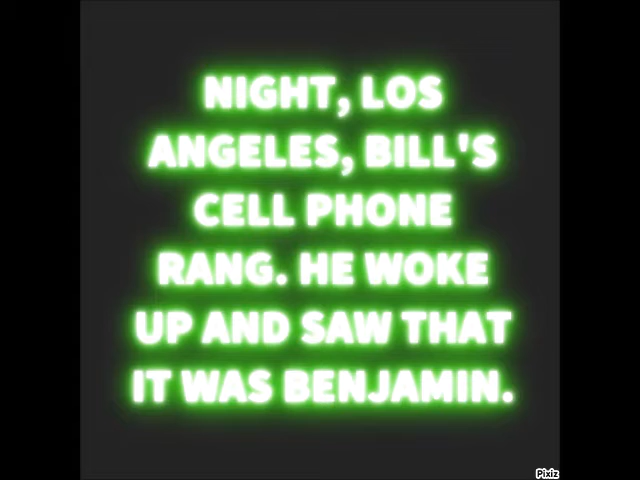 NIGHT, LOS
ANGELES, BILL'S
CELL PHONE
RANG. HE WOKE
UP AND SAW THAT
IT WAS BENJAMIN.
Pixiz